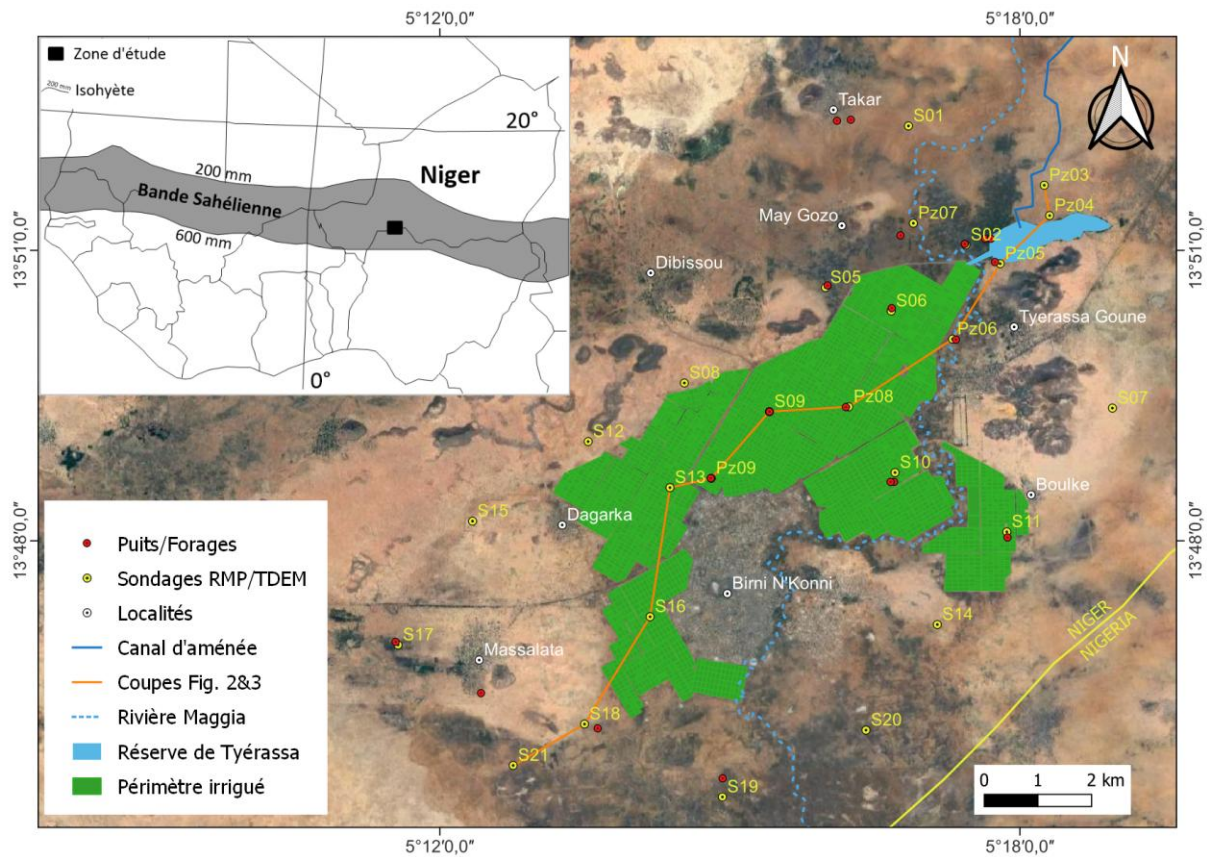 5°12'0,0"
5°18'0,0"
Zone d'étude
200 mm
Isohyète
20°
200 mm
Niger
Bande Sahélienne
600 mm
0°
N
13°51'0,0"
13°51'0,0"
Takar
S01
Pz03
Pz04
May Gozo
Pz07
S02
Pz05
Dibissou
S05
S06
Tyerassa Goune
Pz06
S08
S09
Pz08
S07
S12
S13
Pz09
S10
Boulke
S15
Dagarka
S11
13°48'0,0"
13°48'0,0"
Birni N'Konni
S16
S14
NIGER
NIGERIA
S17
Massalata
S18
S20
S21
S19
Puits/Forages
Sondages RMP/TDEM
Localités
Canal d'aménée
Coupes Fig. 2&3
Rivière Maggia
Réserve de Tyérassa
Périmètre irrigué
0 1 2 km
5°12'0,0"
5°18'0,0"